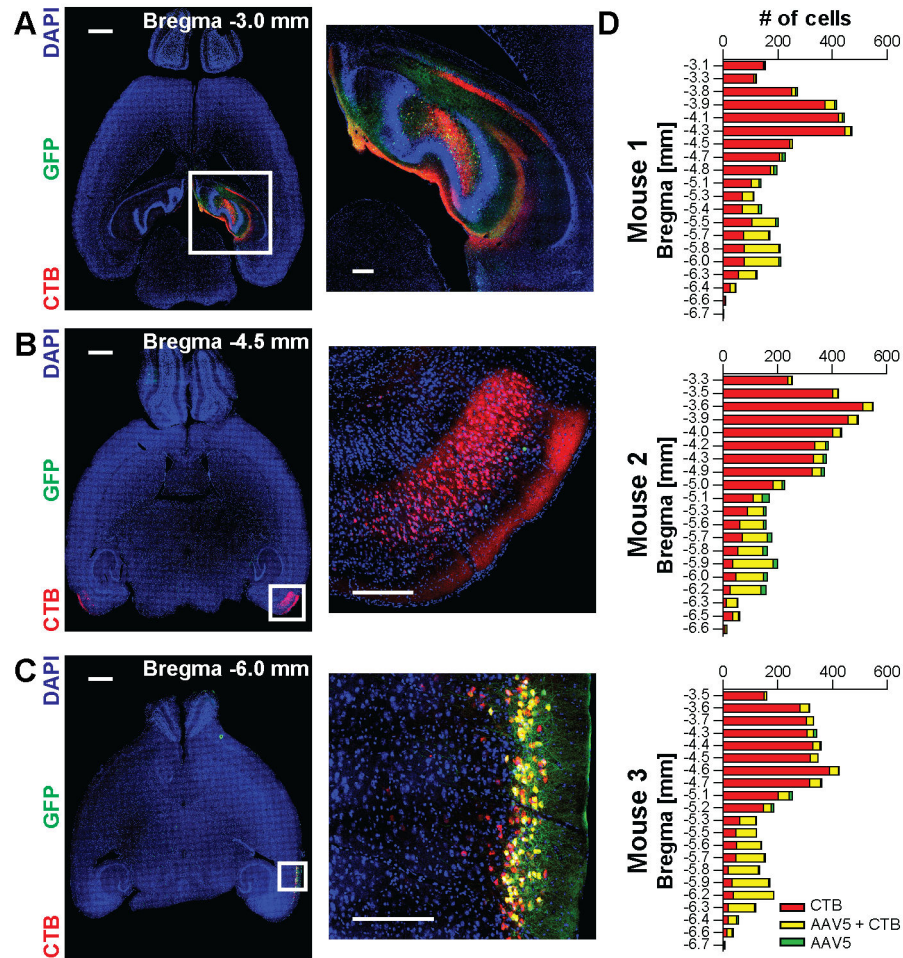 A
DAPI
GFP
CTB
Bregma -3.0 mm
B
DAPI
GFP
CTB
Bregma -4.5 mm
C
DAPI
GFP
CTB
Bregma -6.0 mm
D
# of cells
0 200 400 600
Mouse 1
Bregma [mm]
-3.1
-3.3
-3.8
-3.9
-4.1
-4.3
-4.5
-4.7
-4.8
-5.1
-5.3
-5.4
-5.5
-5.7
-5.8
-6.0
-6.3
-6.4
-6.6
-6.7
0 200 400 600
Mouse 2
Bregma [mm]
-3.3
-3.5
-3.6
-3.9
-4.0
-4.2
-4.3
-4.9
-5.0
-5.1
-5.3
-5.6
-5.7
-5.8
-5.9
-6.0
-6.2
-6.3
-6.5
-6.6
0 200 400 600
Mouse 3
Bregma [mm]
-3.5
-3.6
-3.7
-4.3
-4.4
-4.5
-4.6
-4.7
-5.1
-5.2
-5.3
-5.5
-5.6
-5.7
-5.8
-5.9
-6.2
-6.3
-6.4
-6.6
-6.7
CTB
AAV5 + CTB
AAV5